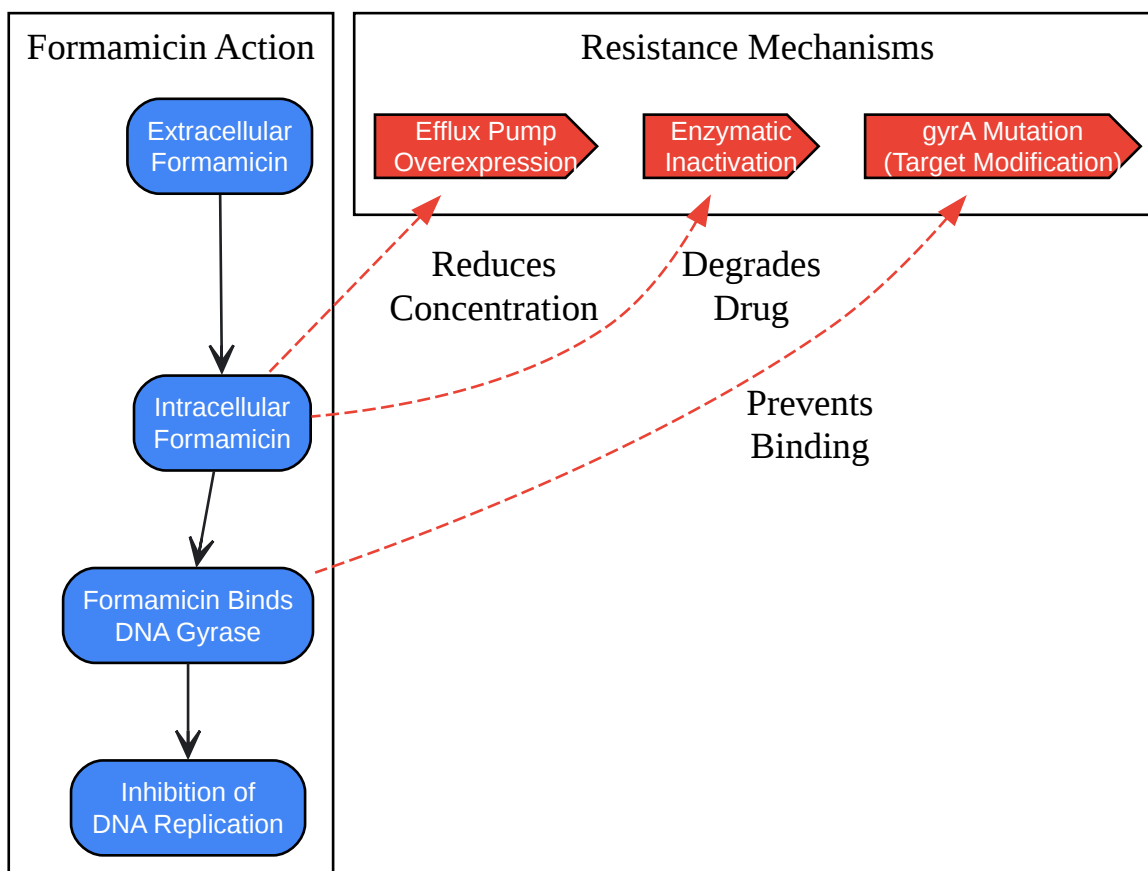 Formamicin Action
Extracellular
Formamicin
Intracellular
Formamicin
Formamicin Binds
DNA Gyrase
Inhibition of
DNA Replication
Resistance Mechanisms
Efflux Pump
Overexpression
Enzymatic
Inactivation
gyrA Mutation
(Target Modification)
Reduces
Concentration
Degrades
Drug
Prevents
Binding